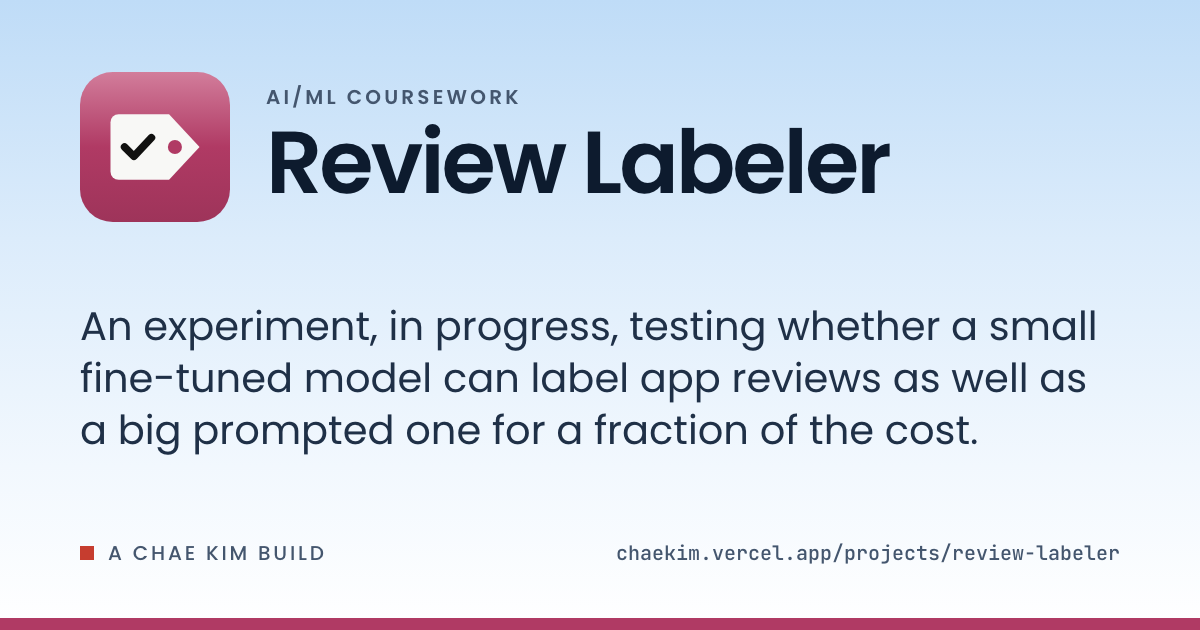 AI/ML COURSEWORK
Review Labeler
An experiment, in progress, testing whether a small
fine-tuned model can label app reviews as well as
a big prompted one for a fraction of the cost.
A CHAE KIM BUILD
chaekim.vercel.app/projects/review-labeler